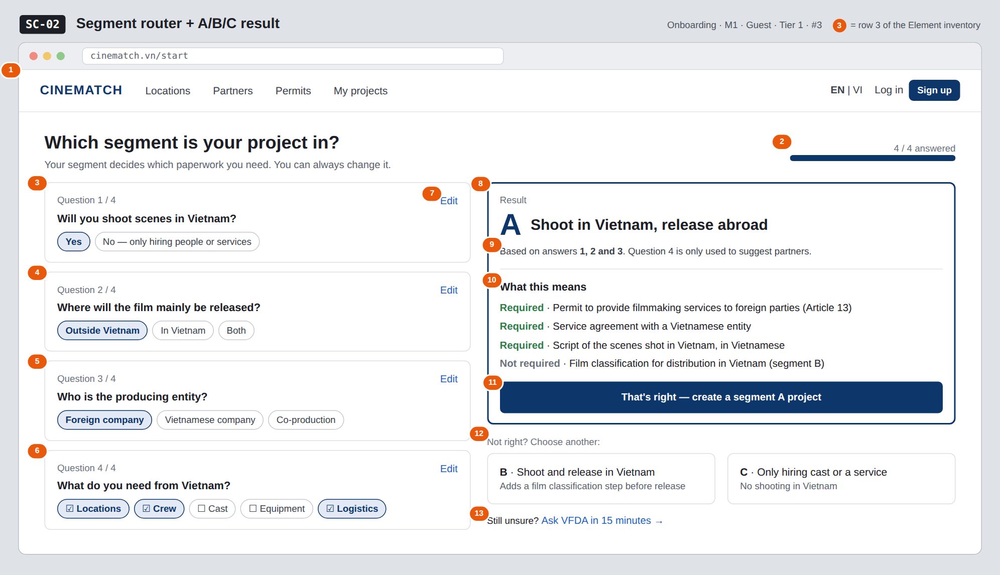 SC-02 Segment router + A/B/C result
Onboarding · M1 · Guest · Tier 1 · #3 3 = row 3 of the Element inventory
cinematch.vn/start
1
CINEMATCH Locations Partners Permits My projects EN | VI Log in Sign up
Which segment is your project in?
Your segment decides which paperwork you need. You can always change it.
2
4 / 4 answered
3
Question 1 / 4
7
Edit
Will you shoot scenes in Vietnam?
Yes No — only hiring people or services
4
Question 2 / 4 Edit
Where will the film mainly be released?
Outside Vietnam In Vietnam Both
5
Question 3 / 4 Edit
Who is the producing entity?
Foreign company Vietnamese company Co-production
6
Question 4 / 4 Edit
What do you need from Vietnam?
☑ Locations ☑ Crew ☐ Cast ☐ Equipment ☑ Logistics
8
Result
A Shoot in Vietnam, release abroad
9
Based on answers 1, 2 and 3. Question 4 is only used to suggest partners.
10
What this means
Required · Permit to provide filmmaking services to foreign parties (Article 13)
Required · Service agreement with a Vietnamese entity
Required · Script of the scenes shot in Vietnam, in Vietnamese
Not required · Film classification for distribution in Vietnam (segment B)
11
That's right — create a segment A project
12
Not right? Choose another:
B · Shoot and release in Vietnam
Adds a film classification step before release
C · Only hiring cast or a service
No shooting in Vietnam
13
Still unsure? Ask VFDA in 15 minutes →